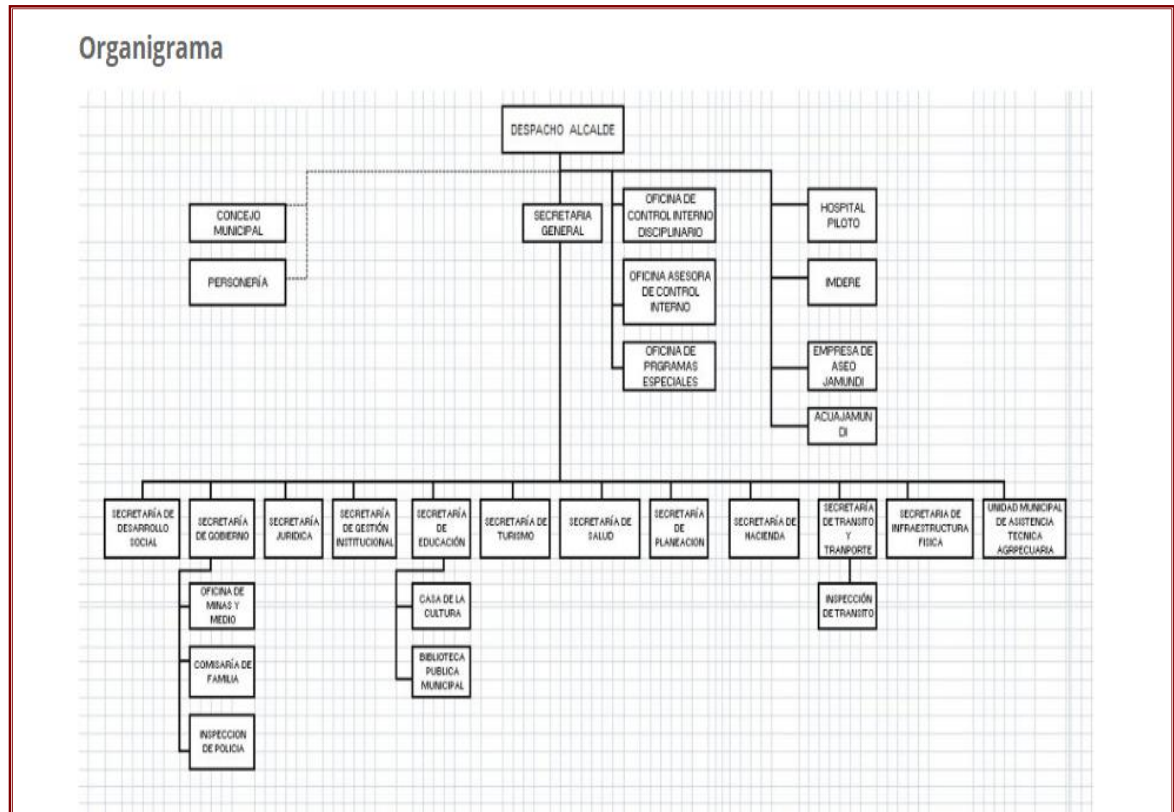 Organigrama
DESPACHO ALCALDE
CONCEJO
MUNICIPAL
PERSONERÍA
SECRETARIA
GENERAL
OFICINA DE
CONTROL INTERNO
DISCIPLINARIO
OFICINA ASESORA
DE CONTROL
INTERNO
OFICINA DE
PRGRAMAS
ESPECIALES
HOSPITAL
PILOTO
IMDERE
EMPRESA DE
ASEO
JAMUNDI
ACUAJAMUN
DI
SECRETARÍA DE
DESARROLLO
SOCIAL
SECRETARÍA
DE GOBIERNO
SECRETARÍA
JURIDICA
SECRETARÍA
DE GESTIÓN
INSTITUCIONAL
SECRETARÍA
DE
EDUCACIÓN
SECRETARÍA DE
TURISMO
SECRETARÍA DE
SALUD
SECRETARÍA
DE
PLANEACION
SECRETARÍA DE
HACIENDA
SECRETARÍA
DE TRANSITO
Y
TRANPORTE
SECRETARIA DE
INFRAESTRUCTURA
FISICA
UNIDAD MUNICIPAL
DE ASISTENCIA
TECNICA
AGRPECUARIA
OFICINA DE
MINAS Y
MEDIO
COMISARÍA DE
FAMILIA
INSPECCION
DE POLICIA
CASA DE LA
CULTURA
BIBLIOTECA
PUBLICA
MUNICIPAL
INSPECCIÓN
DE TRANSITO